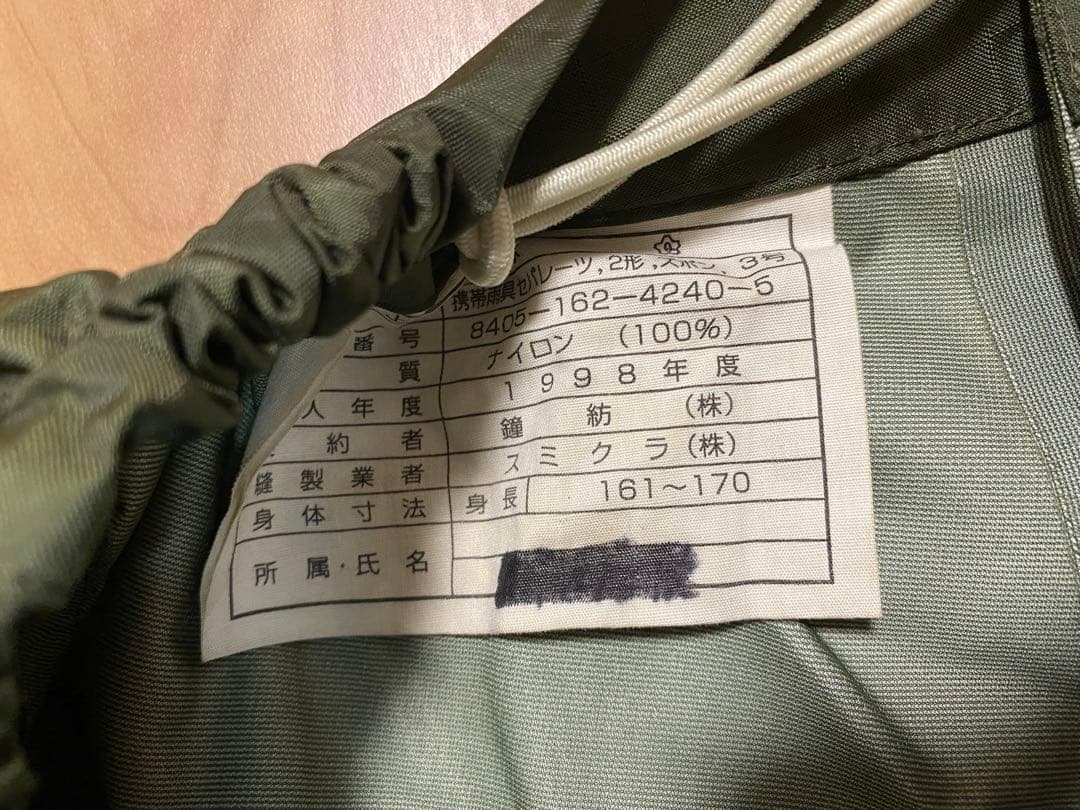 携帯雨具セパレーツ,2形,ズボン,3号
番号 8405-162-4240-5
質 ナイロン (100%)
年度 1998年度
約者 鐘紡 (株)
縫製業者 スミクラ(株)
身体寸法 身長 161~170
所属・氏名